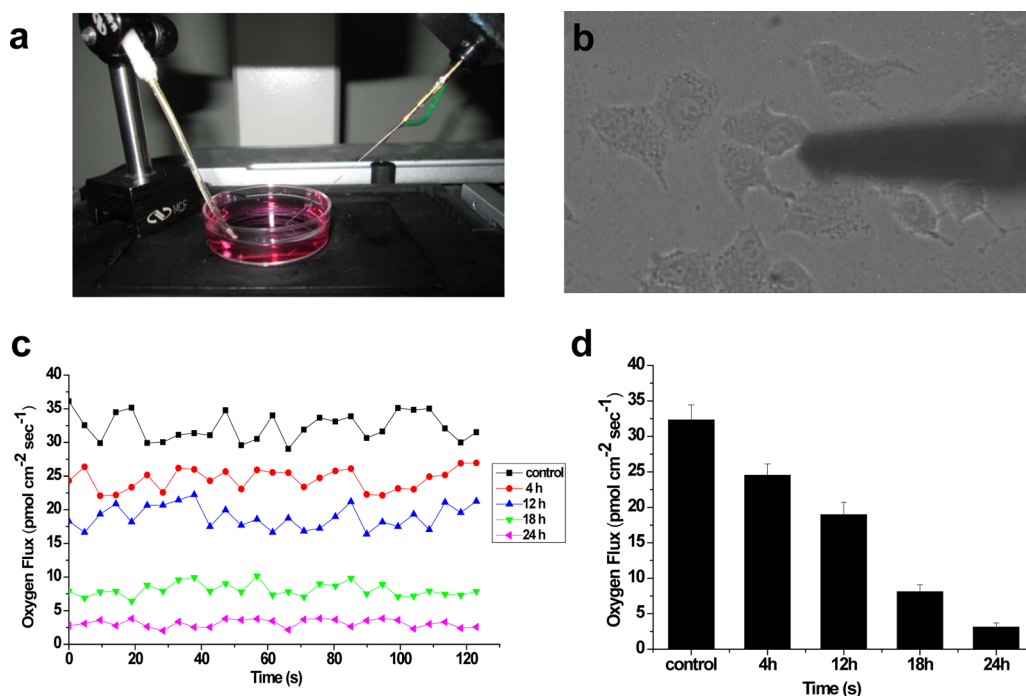 a
b
MCF
c
Oxygen Flux (pmol cm⁻² sec⁻¹)
40
35
30
25
20
15
10
5
0
0 20 40 60 80 100 120
Time (s)
control
4 h
12 h
18 h
24 h
d
Oxygen Flux (pmol cm⁻² sec⁻¹)
40
35
30
25
20
15
10
5
0
control 4h 12h 18h 24h
Time (s)